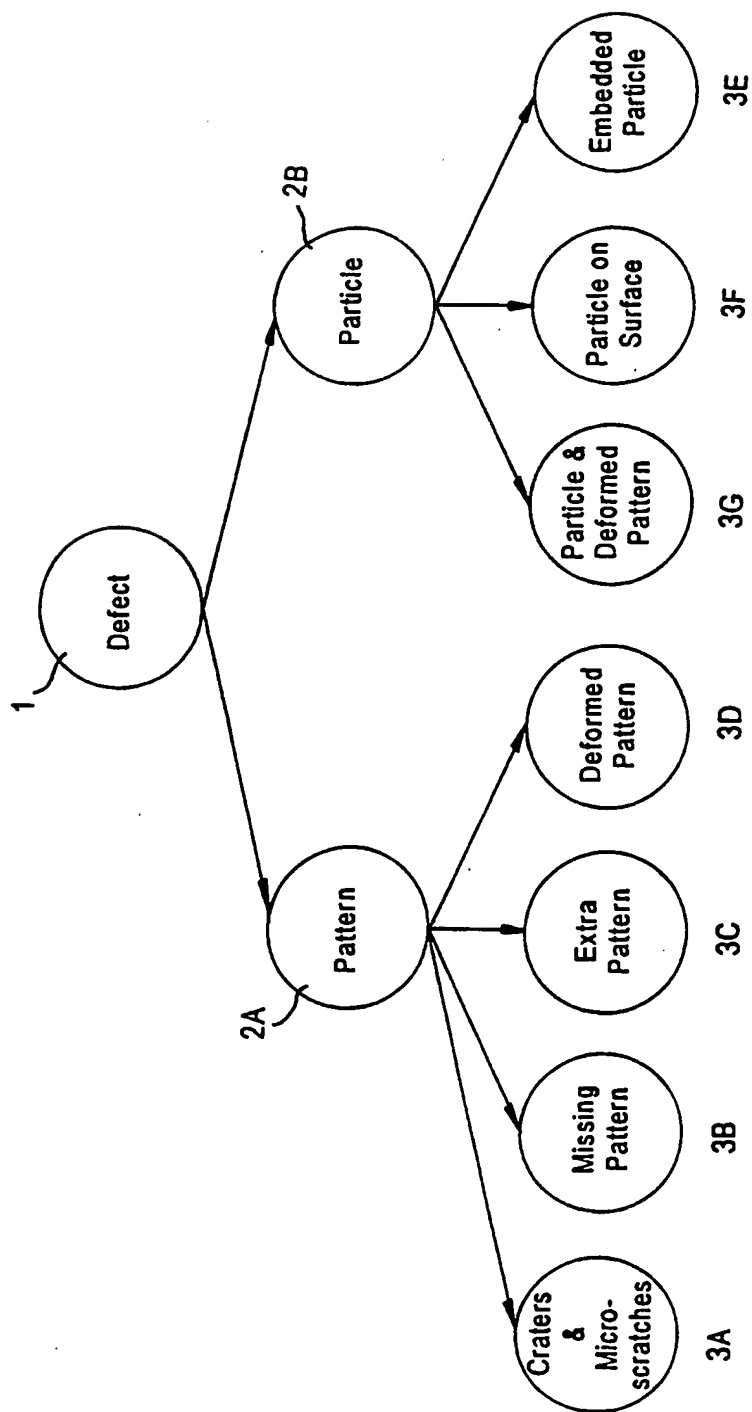 1
Defect
2A
Pattern
2B
Particle
Craters
&
Micro-
scratches
3A
Missing
Pattern
3B
Extra
Pattern
3C
Deformed
Pattern
3D
Particle &
Deformed
Pattern
3G
Particle on
Surface
3F
Embedded
Particle
3E